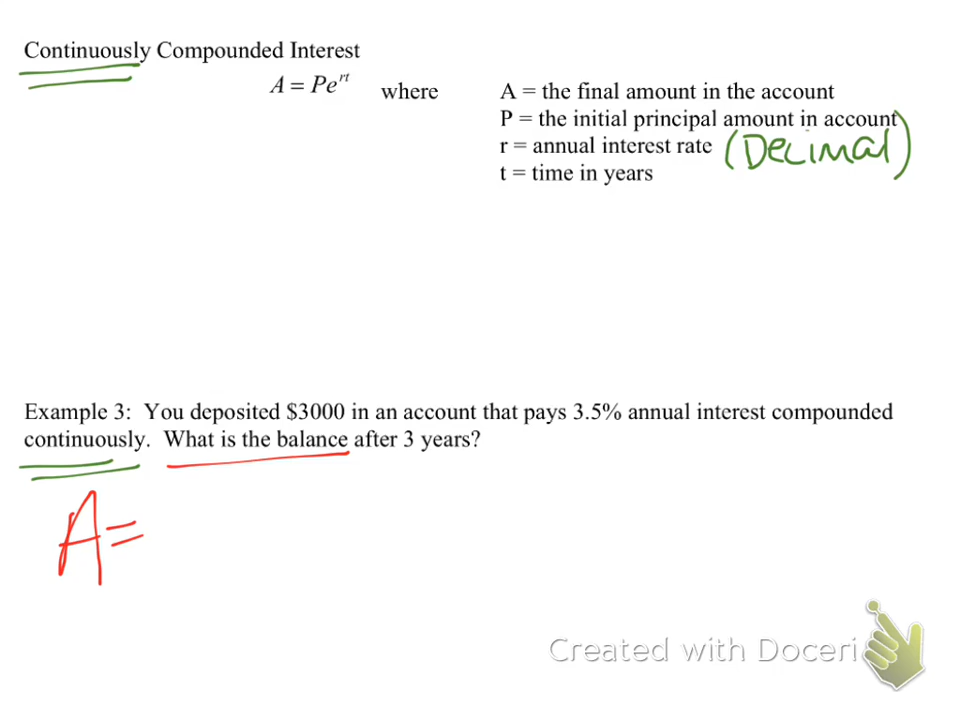 Continuously Compounded Interest
A = Pe^{rt} where A = the final amount in the account
P = the initial principal amount in account
r = annual interest rate (Decimal)
t = time in years
Example 3: You deposited $3000 in an account that pays 3.5% annual interest compounded
continuously. What is the balance after 3 years?
A=
Created with Doceri